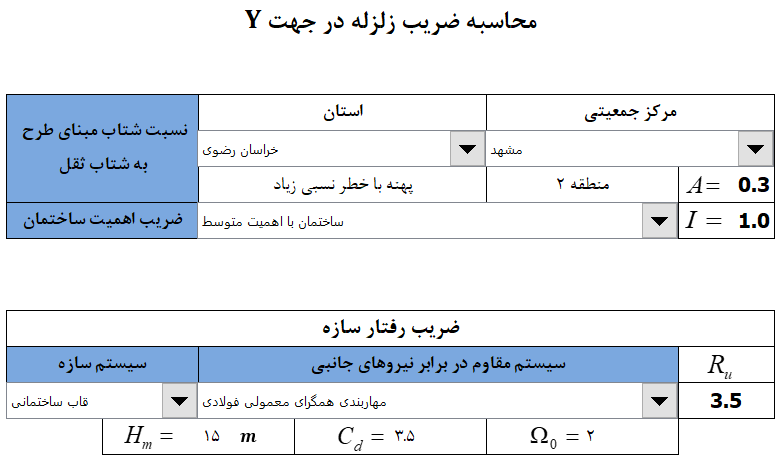 محاسبه ضریب زلزله در جهت Y
مرکز جمعیتی
استان
نسبت شتاب مبنای طرح به شتاب ثقل
مشهد
خراسان رضوی
A = 0.3
منطقه ۲
پهنه با خطر نسبی زیاد
I = 1.0
ساختمان با اهمیت متوسط
ضریب اهمیت ساختمان
ضریب رفتار سازه
R_u
سیستم مقاوم در برابر نیروهای جانبی
سیستم سازه
3.5
مهاربندی همگرای معمولی فولادی
قاب ساختمانی
H_m = ۱۵ m
C_d = ۳.۵
Ω_0 = ۲